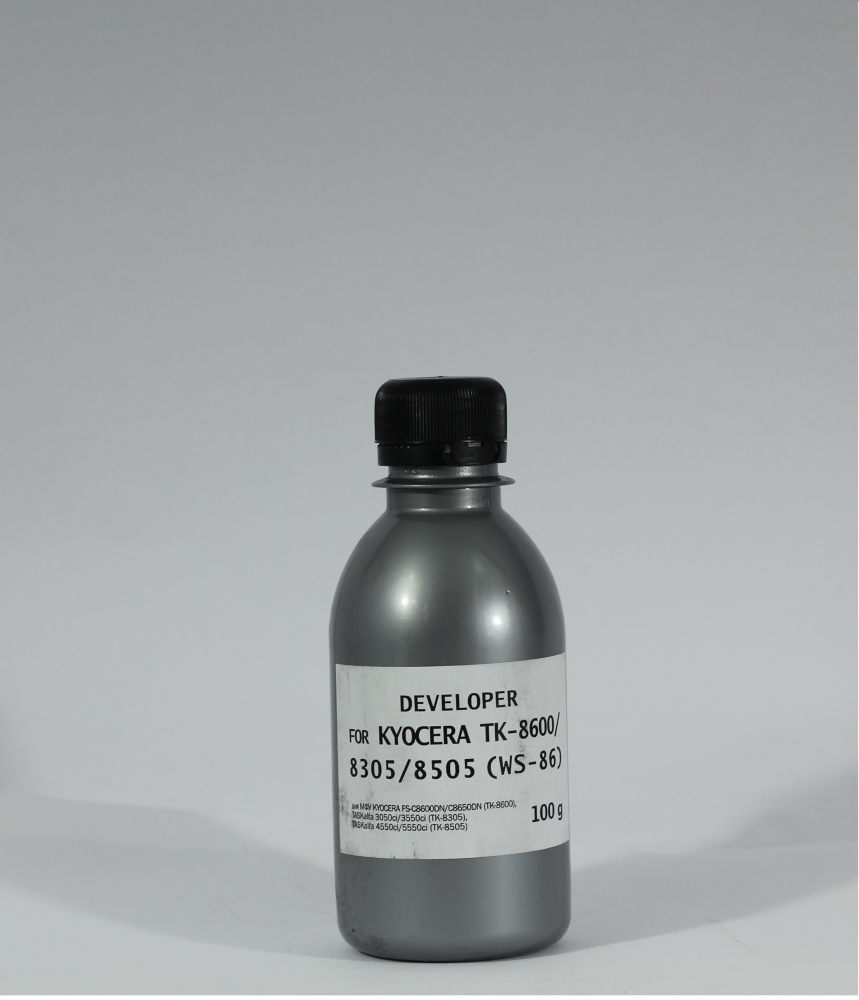 DEVELOPER
FOR KYOCERA TK-8600/
8305/8505 (WS-86)
для МФУ KYOCERA FS-C8600DN/C8650DN (TK-8600),
TASKalfa 3050ci/3550ci (TK-8305),
TASKalfa 4550ci/5550ci (TK-8505)
100 g